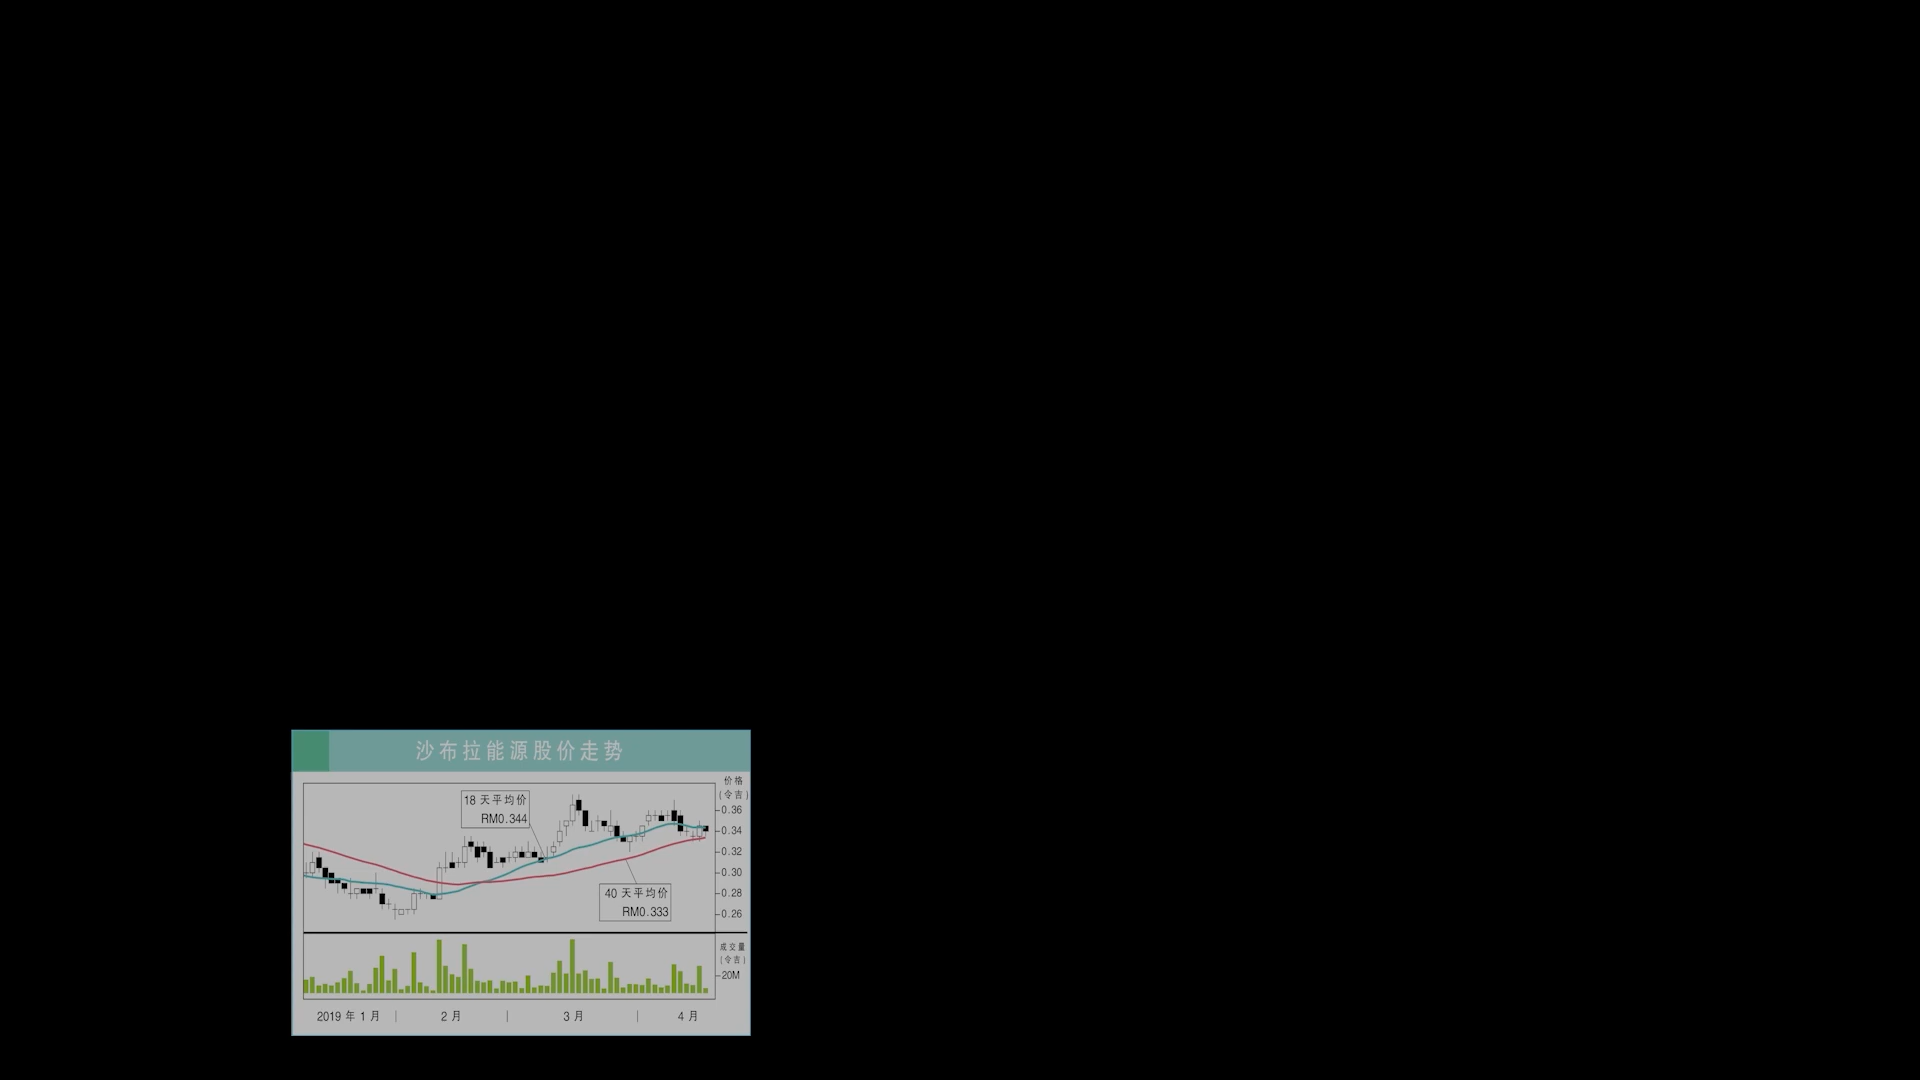 沙布拉能源股价走势
价格
(令吉)
18 天平均价
RM0.344
0.36
0.34
0.32
0.30
0.28
0.26
40 天平均价
RM0.333
成交量
(令吉)
20M
2019 年 1 月 | 2 月 | 3 月 | 4 月